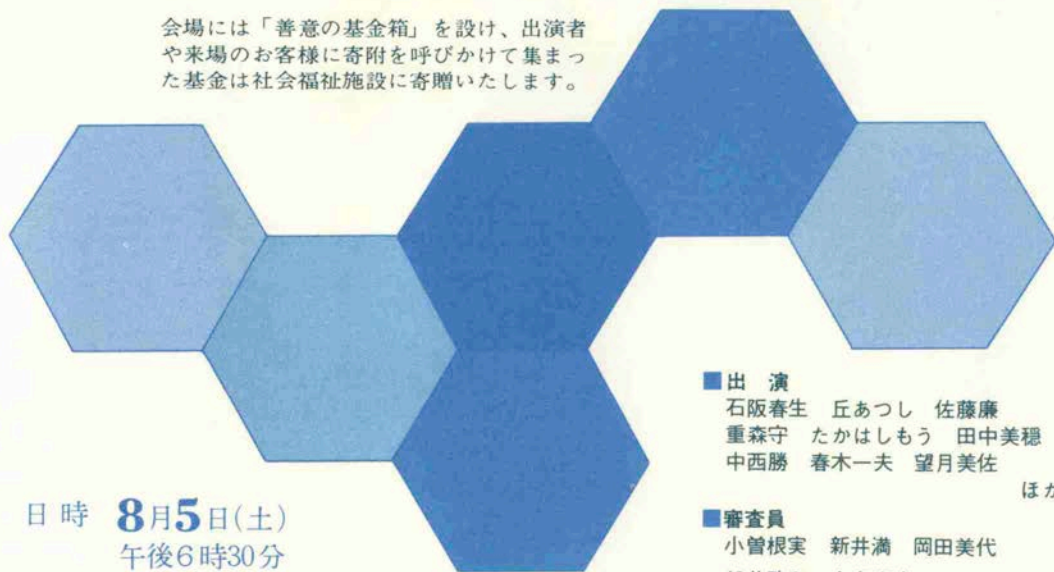 会場には「善意の基金箱」を設け、出演者
や来場のお客様に寄附を呼びかけて集まっ
た基金は社会福祉施設に寄贈いたします。
日時 8月5日(土)
午後6時30分
■出 演
石阪春生 丘あつし 佐藤廉
重森守 たかはしもう 田中美穏
中西勝 春木一夫 望月美佐
ほか
■審査員
小曽根実 新井満 岡田美代